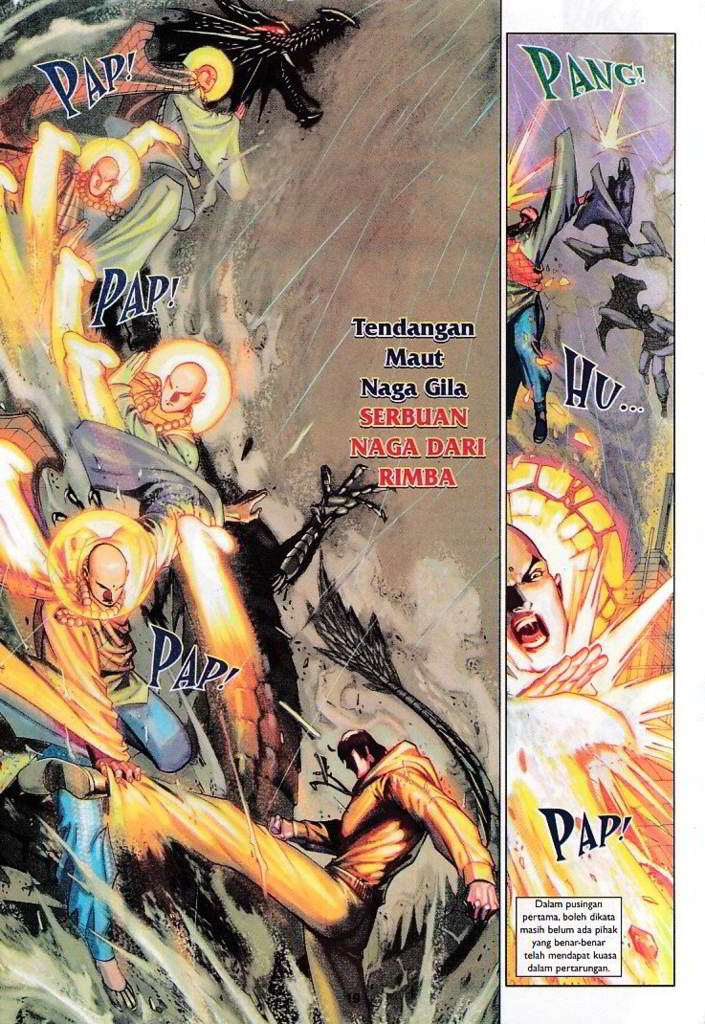 PAP!
PAP!
Tendangan
Maut
Naga Gila
SERBUAN
NAGA DARI
RIMBA
PAP!
PANG!
HU...
PAP!
Dalam pusingan
pertama, boleh dikata
masih belum ada pihak
yang benar-benar
telah mendapat kuasa
dalam pertarungan.
19